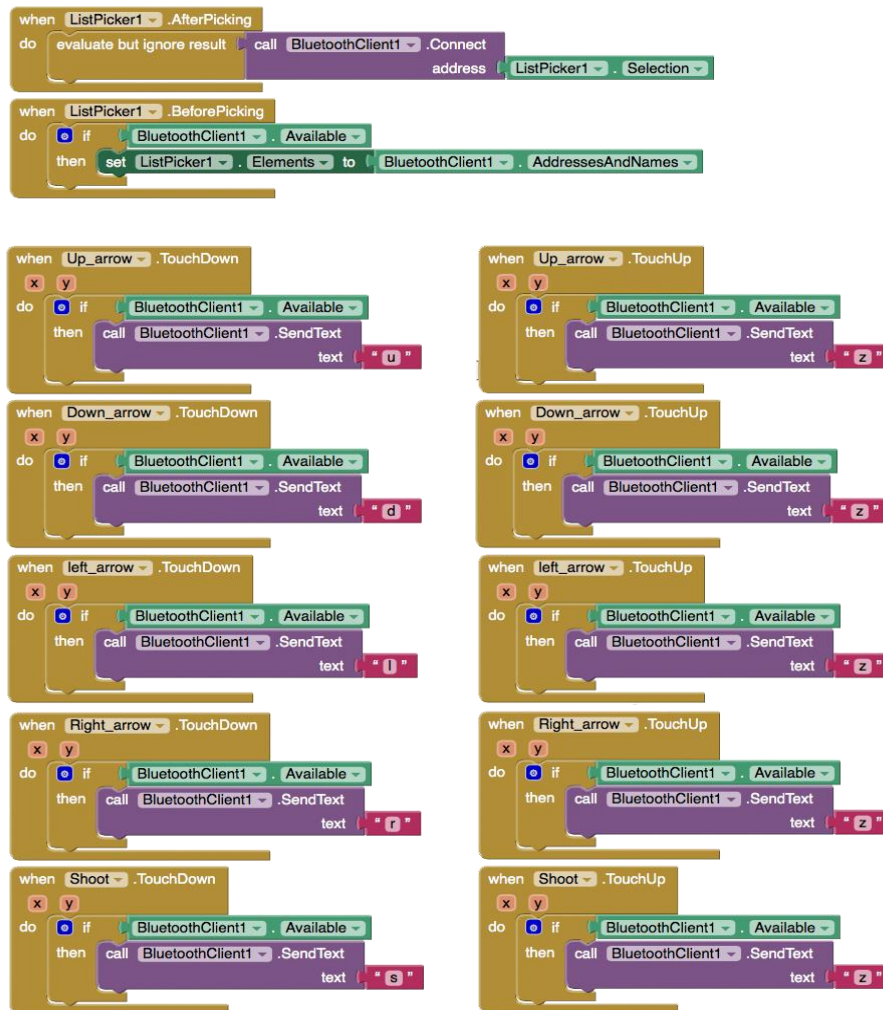 when ListPicker1 .AfterPicking
do evaluate but ignore result call BluetoothClient1 .Connect
address ListPicker1 . Selection
when ListPicker1 .BeforePicking
do if BluetoothClient1 . Available
then set ListPicker1 . Elements to BluetoothClient1 . AddressesAndNames
when Up_arrow .TouchDown
x y
do if BluetoothClient1 . Available
then call BluetoothClient1 .SendText
text " u "
when Up_arrow .TouchUp
x y
do if BluetoothClient1 . Available
then call BluetoothClient1 .SendText
text " z "
when Down_arrow .TouchDown
x y
do if BluetoothClient1 . Available
then call BluetoothClient1 .SendText
text " d "
when Down_arrow .TouchUp
x y
do if BluetoothClient1 . Available
then call BluetoothClient1 .SendText
text " z "
when left_arrow .TouchDown
x y
do if BluetoothClient1 . Available
then call BluetoothClient1 .SendText
text " l "
when left_arrow .TouchUp
x y
do if BluetoothClient1 . Available
then call BluetoothClient1 .SendText
text " z "
when Right_arrow .TouchDown
x y
do if BluetoothClient1 . Available
then call BluetoothClient1 .SendText
text " r "
when Right_arrow .TouchUp
x y
do if BluetoothClient1 . Available
then call BluetoothClient1 .SendText
text " z "
when Shoot .TouchDown
x y
do if BluetoothClient1 . Available
then call BluetoothClient1 .SendText
text " s "
when Shoot .TouchUp
x y
do if BluetoothClient1 . Available
then call BluetoothClient1 .SendText
text " z "